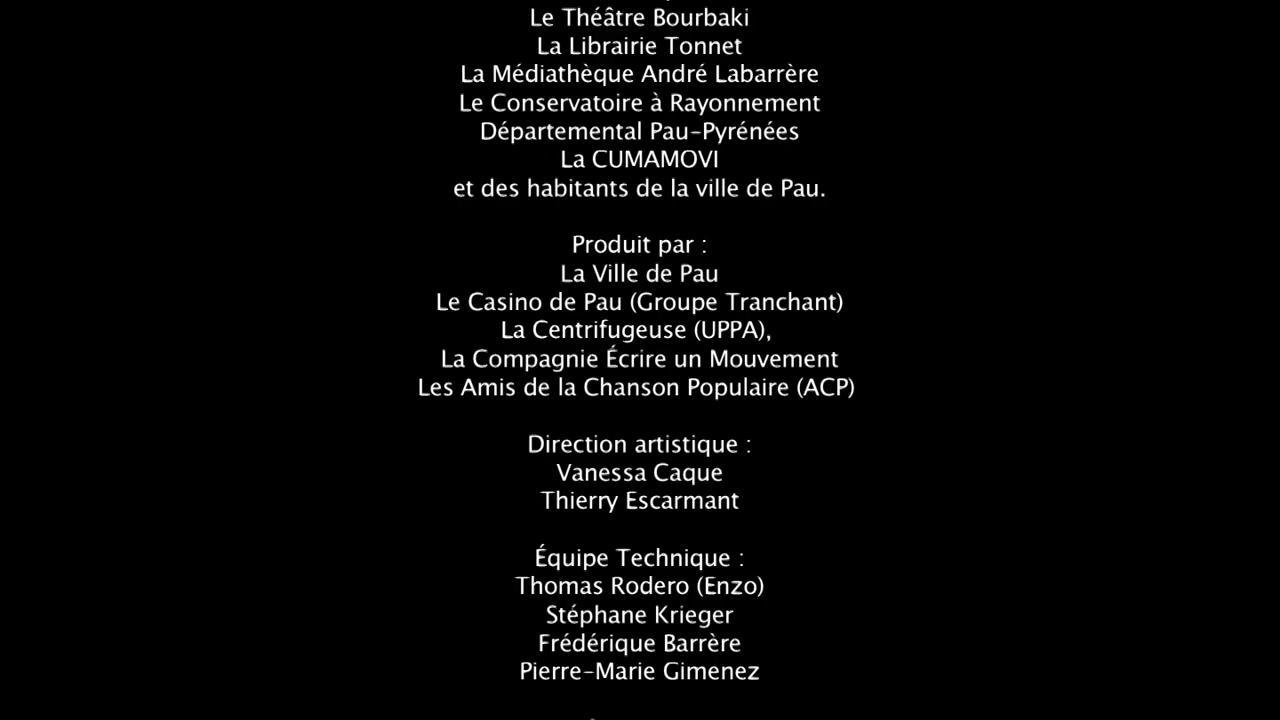 Le Théâtre Bourbaki
La Librairie Tonnet
La Médiathèque André Labarrère
Le Conservatoire à Rayonnement
Départemental Pau-Pyrénées
La CUMAMOVI
et des habitants de la ville de Pau.
Produit par :
La Ville de Pau
Le Casino de Pau (Groupe Tranchant)
La Centrifugeuse (UPPA),
La Compagnie Écrire un Mouvement
Les Amis de la Chanson Populaire (ACP)
Direction artistique :
Vanessa Caque
Thierry Escarmant
Équipe Technique :
Thomas Rodero (Enzo)
Stéphane Krieger
Frédérique Barrère
Pierre-Marie Gimenez